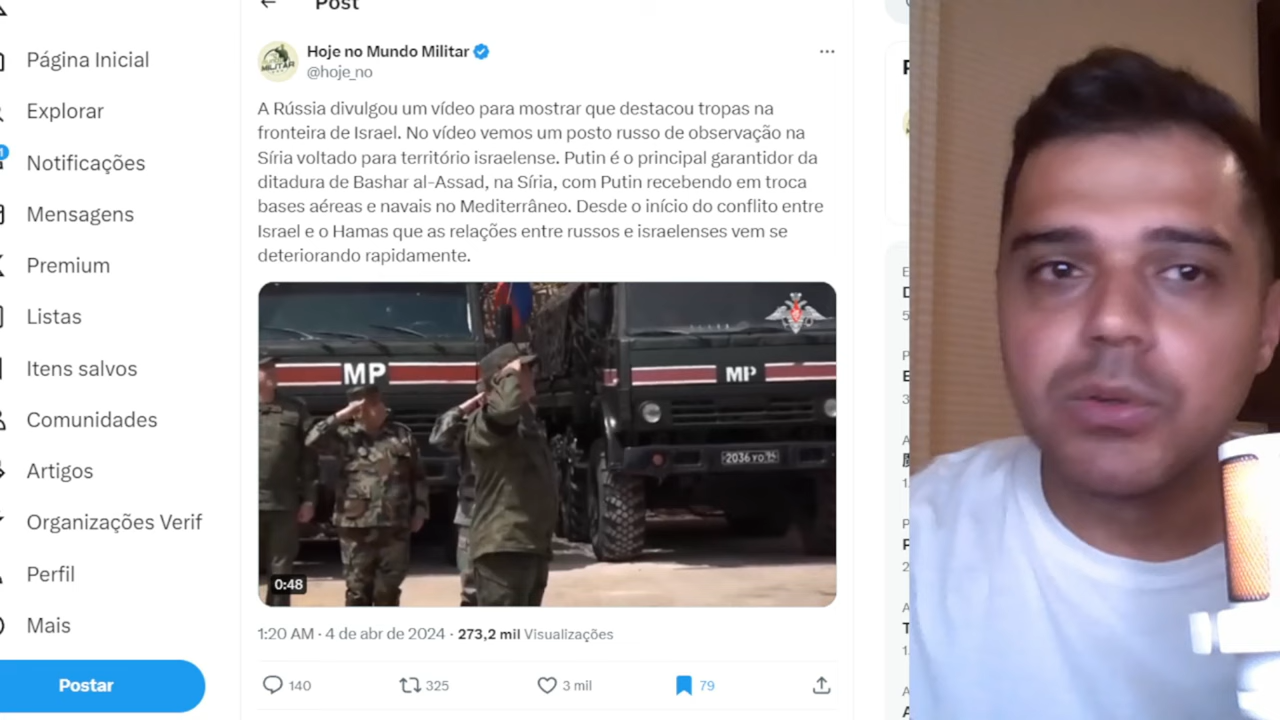 Post
Página Inicial
Explorar
1
Notificações
Mensagens
Premium
Listas
Itens salvos
Comunidades
Artigos
Organizações Verif
Perfil
Mais
Postar
Hoje no Mundo Militar
@hoje_no
A Rússia divulgou um vídeo para mostrar que destacou tropas na
fronteira de Israel. No vídeo vemos um posto russo de observação na
Síria voltado para território israelense. Putin é o principal garantidor da
ditadura de Bashar al-Assad, na Síria, com Putin recebendo em troca
bases aéreas e navais no Mediterrâneo. Desde o início do conflito entre
Israel e o Hamas que as relações entre russos e israelenses vem se
deteriorando rapidamente.
MP
MP
0:48
1:20 AM · 4 de abr de 2024 · 273,2 mil Visualizações
140
325
3 mil
79